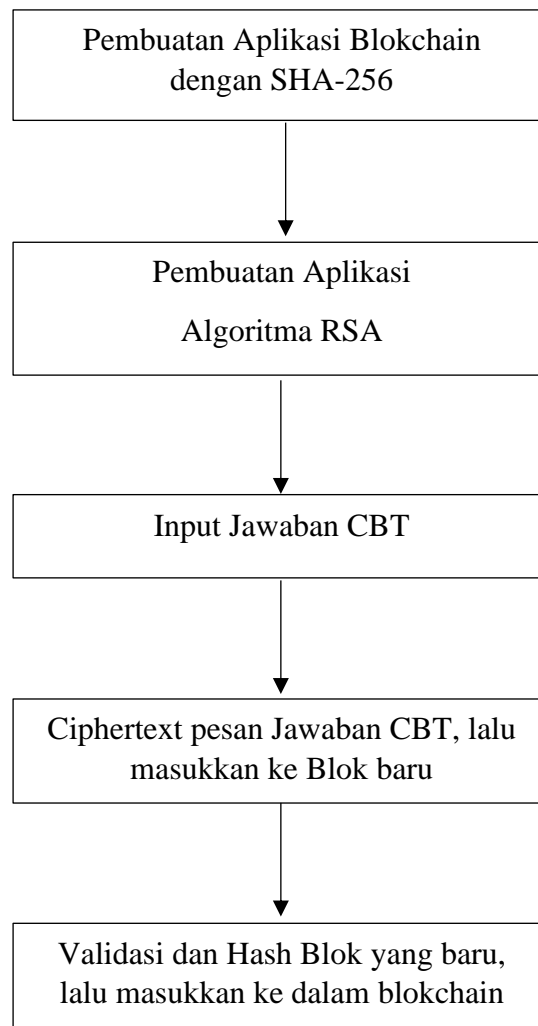 Pembuatan Aplikasi Blokchain
dengan SHA-256
Pembuatan Aplikasi
Algoritma RSA
Input Jawaban CBT
Ciphertext pesan Jawaban CBT, lalu
masukkan ke Blok baru
Validasi dan Hash Blok yang baru,
lalu masukkan ke dalam blokchain